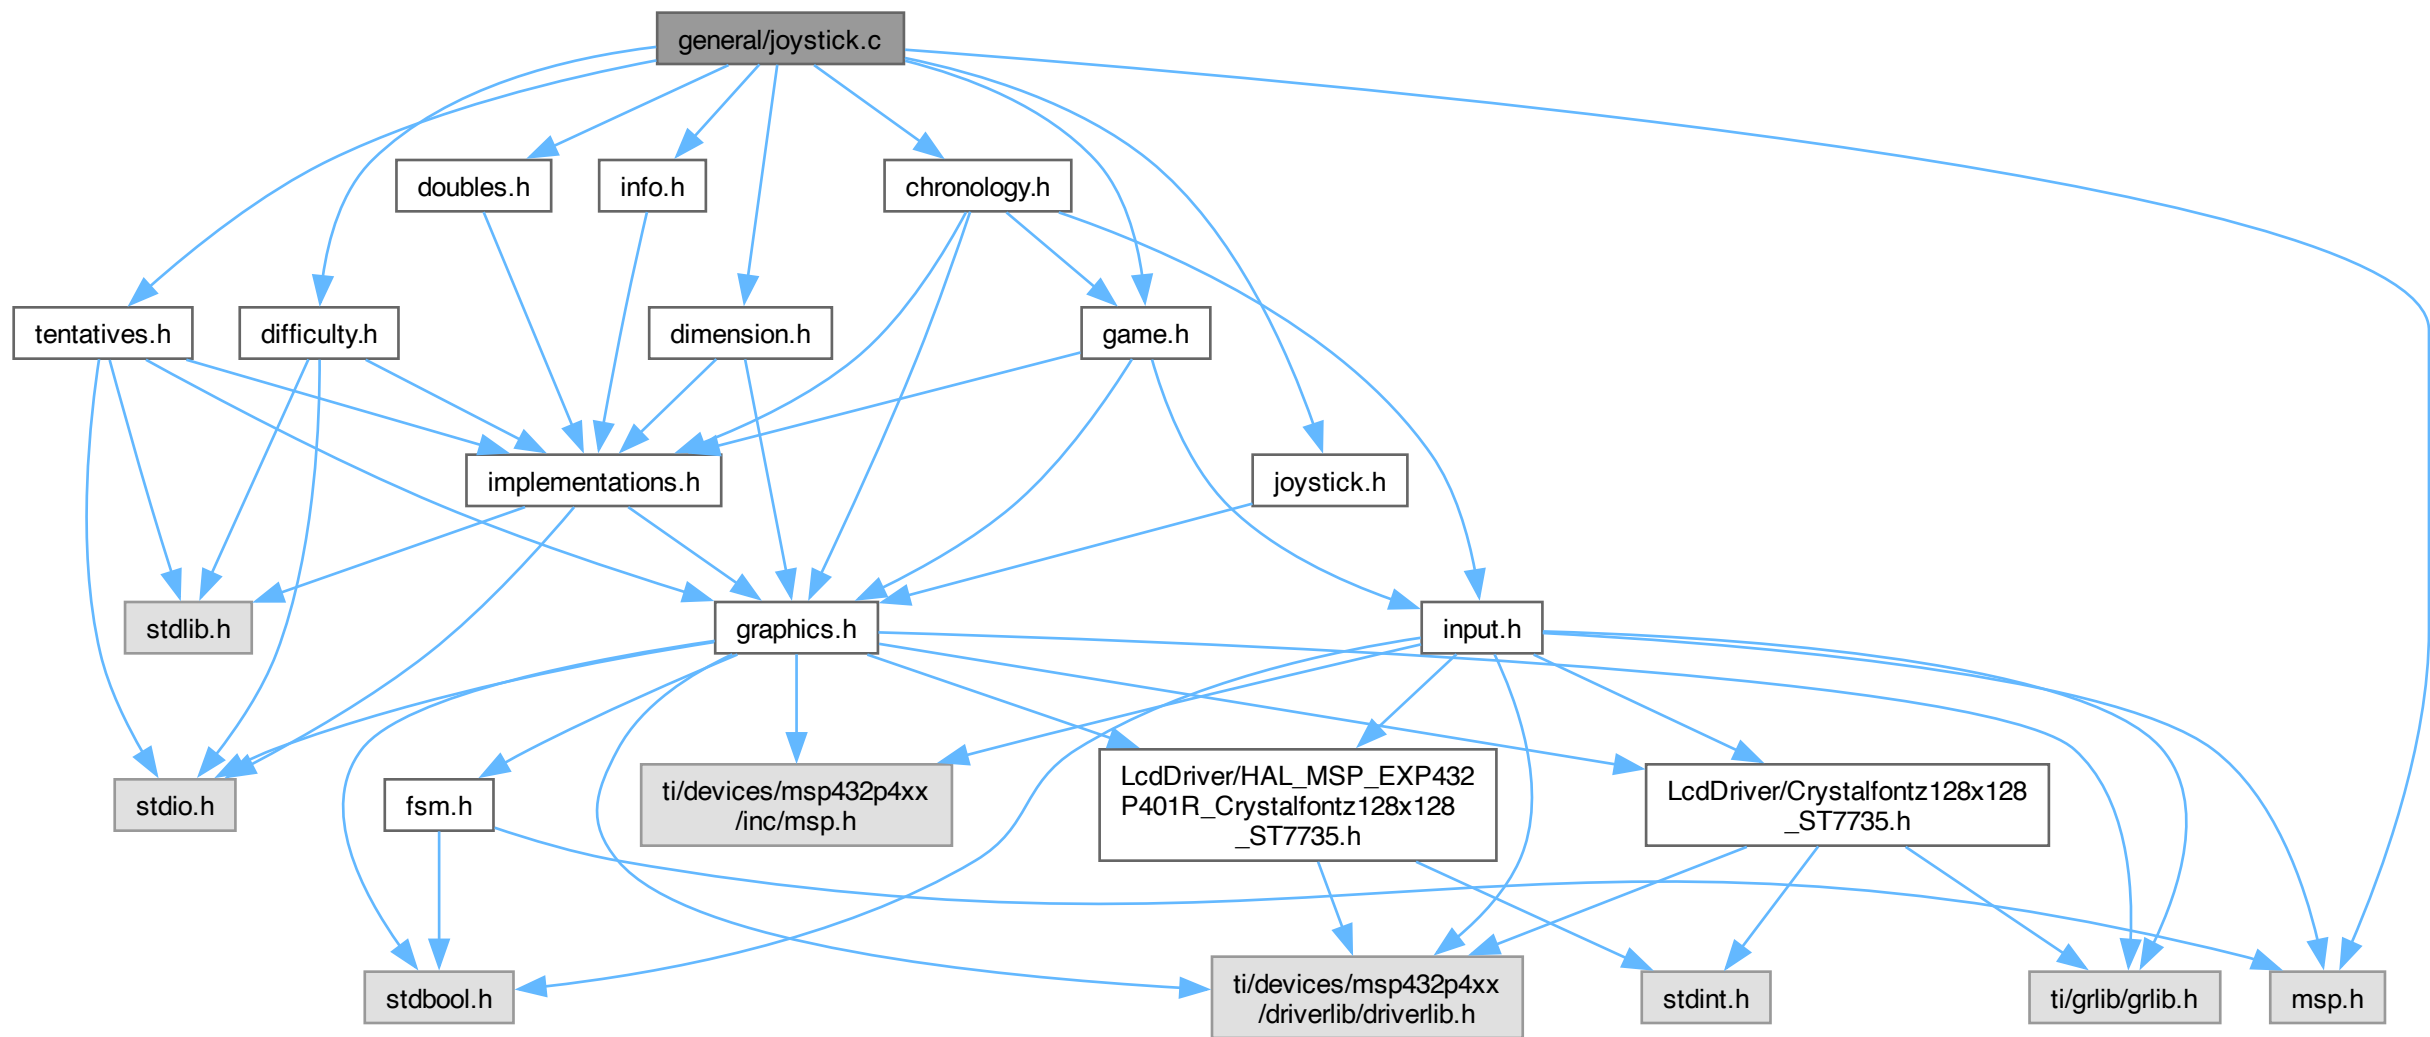 general/joystick.c
doubles.h
info.h
chronology.h
tentatives.h
difficulty.h
dimension.h
game.h
implementations.h
joystick.h
stdlib.h
graphics.h
input.h
stdio.h
fsm.h
ti/devices/msp432p4xx
/inc/msp.h
LcdDriver/HAL_MSP_EXP432
P401R_Crystalfontz128x128
_ST7735.h
LcdDriver/Crystalfontz128x128
_ST7735.h
stdbool.h
ti/devices/msp432p4xx
/driverlib/driverlib.h
stdint.h
ti/grlib/grlib.h
msp.h